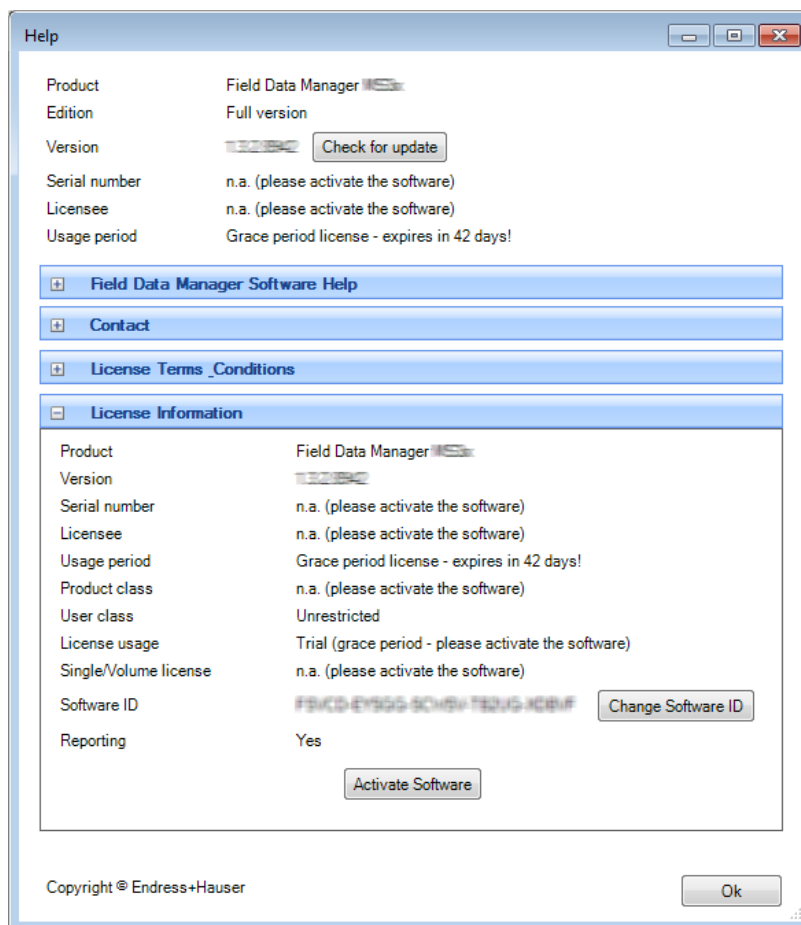 Help
Product Field Data Manager
Edition Full version
Version Check for update
Serial number n.a. (please activate the software)
Licensee n.a. (please activate the software)
Usage period Grace period license - expires in 42 days!
Field Data Manager Software Help
Contact
License Terms _Conditions
License Information
Product Field Data Manager
Version
Serial number n.a. (please activate the software)
Licensee n.a. (please activate the software)
Usage period Grace period license - expires in 42 days!
Product class n.a. (please activate the software)
User class Unrestricted
License usage Trial (grace period - please activate the software)
Single/Volume license n.a. (please activate the software)
Software ID Change Software ID
Reporting Yes
Activate Software
Copyright © Endress+Hauser Ok